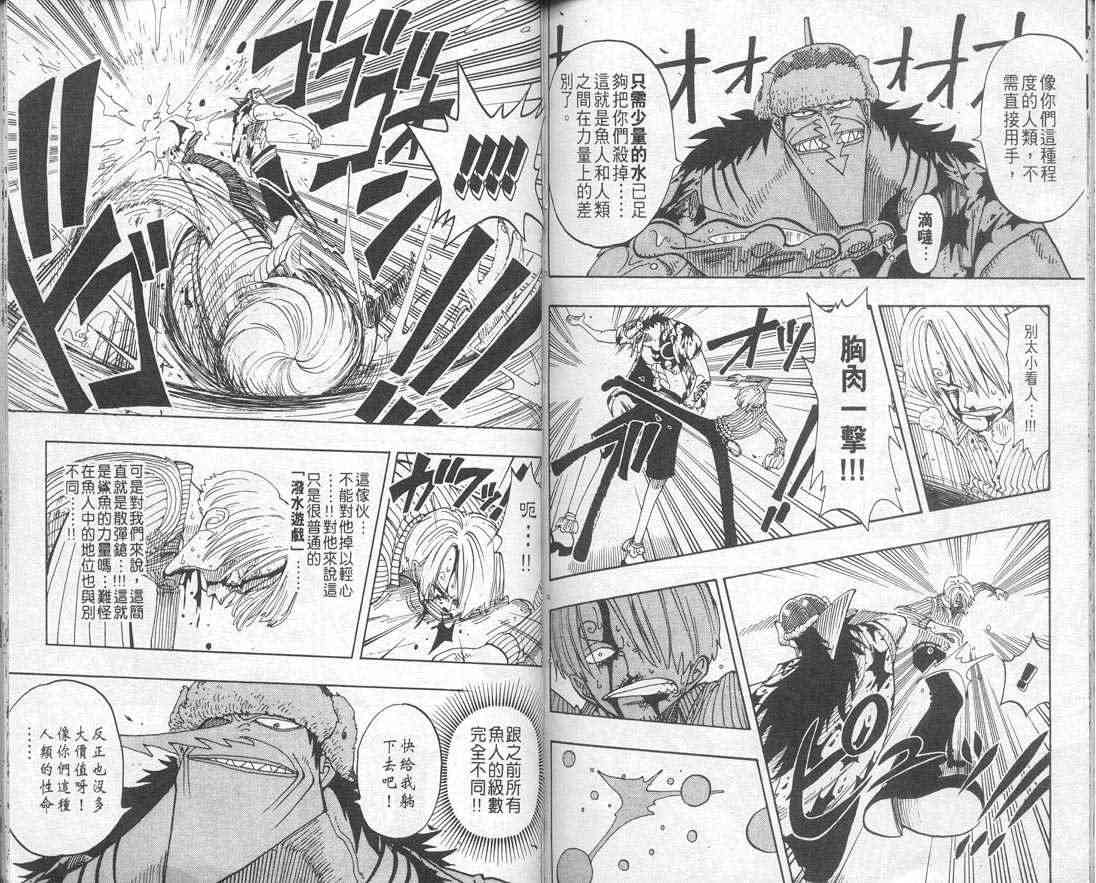 像你們這種程
度的人類，不
需直接用手，
只需少量的水已足
夠把你們殺掉……
這就是魚人和人類
之間在力量上的差
別了。
滴噠…
別太小看人…!!!
胸肉一擊!!!
!!!!
呃…!!
這傢伙…
不能對他掉以輕心
……!!對他來說這
只是很普通的
「潑水遊戲」……
可是對我們來說，這簡
直就是散彈鎗…!!!這就
是鯊魚的力量嗎…難怪
在魚人中的地位也與別
不同……!!
跟之前所有
魚人的級數
完全不同!!
快給我躺
下去吧！
反正也沒多
大價值呀！
像你們這種
人類的性命
……